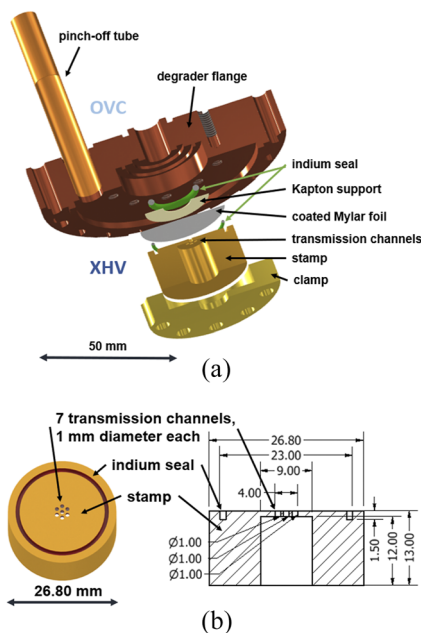 pinch-off tube
OVC
degrader flange
indium seal
Kapton support
coated Mylar foil
transmission channels
XHV
stamp
clamp
50 mm
(a)
7 transmission channels,
1 mm diameter each
indium seal
stamp
26.80 mm
26.80
23.00
9.00
4.00
Ø1.00
Ø1.00
Ø1.00
1.50
12.00
13.00
(b)